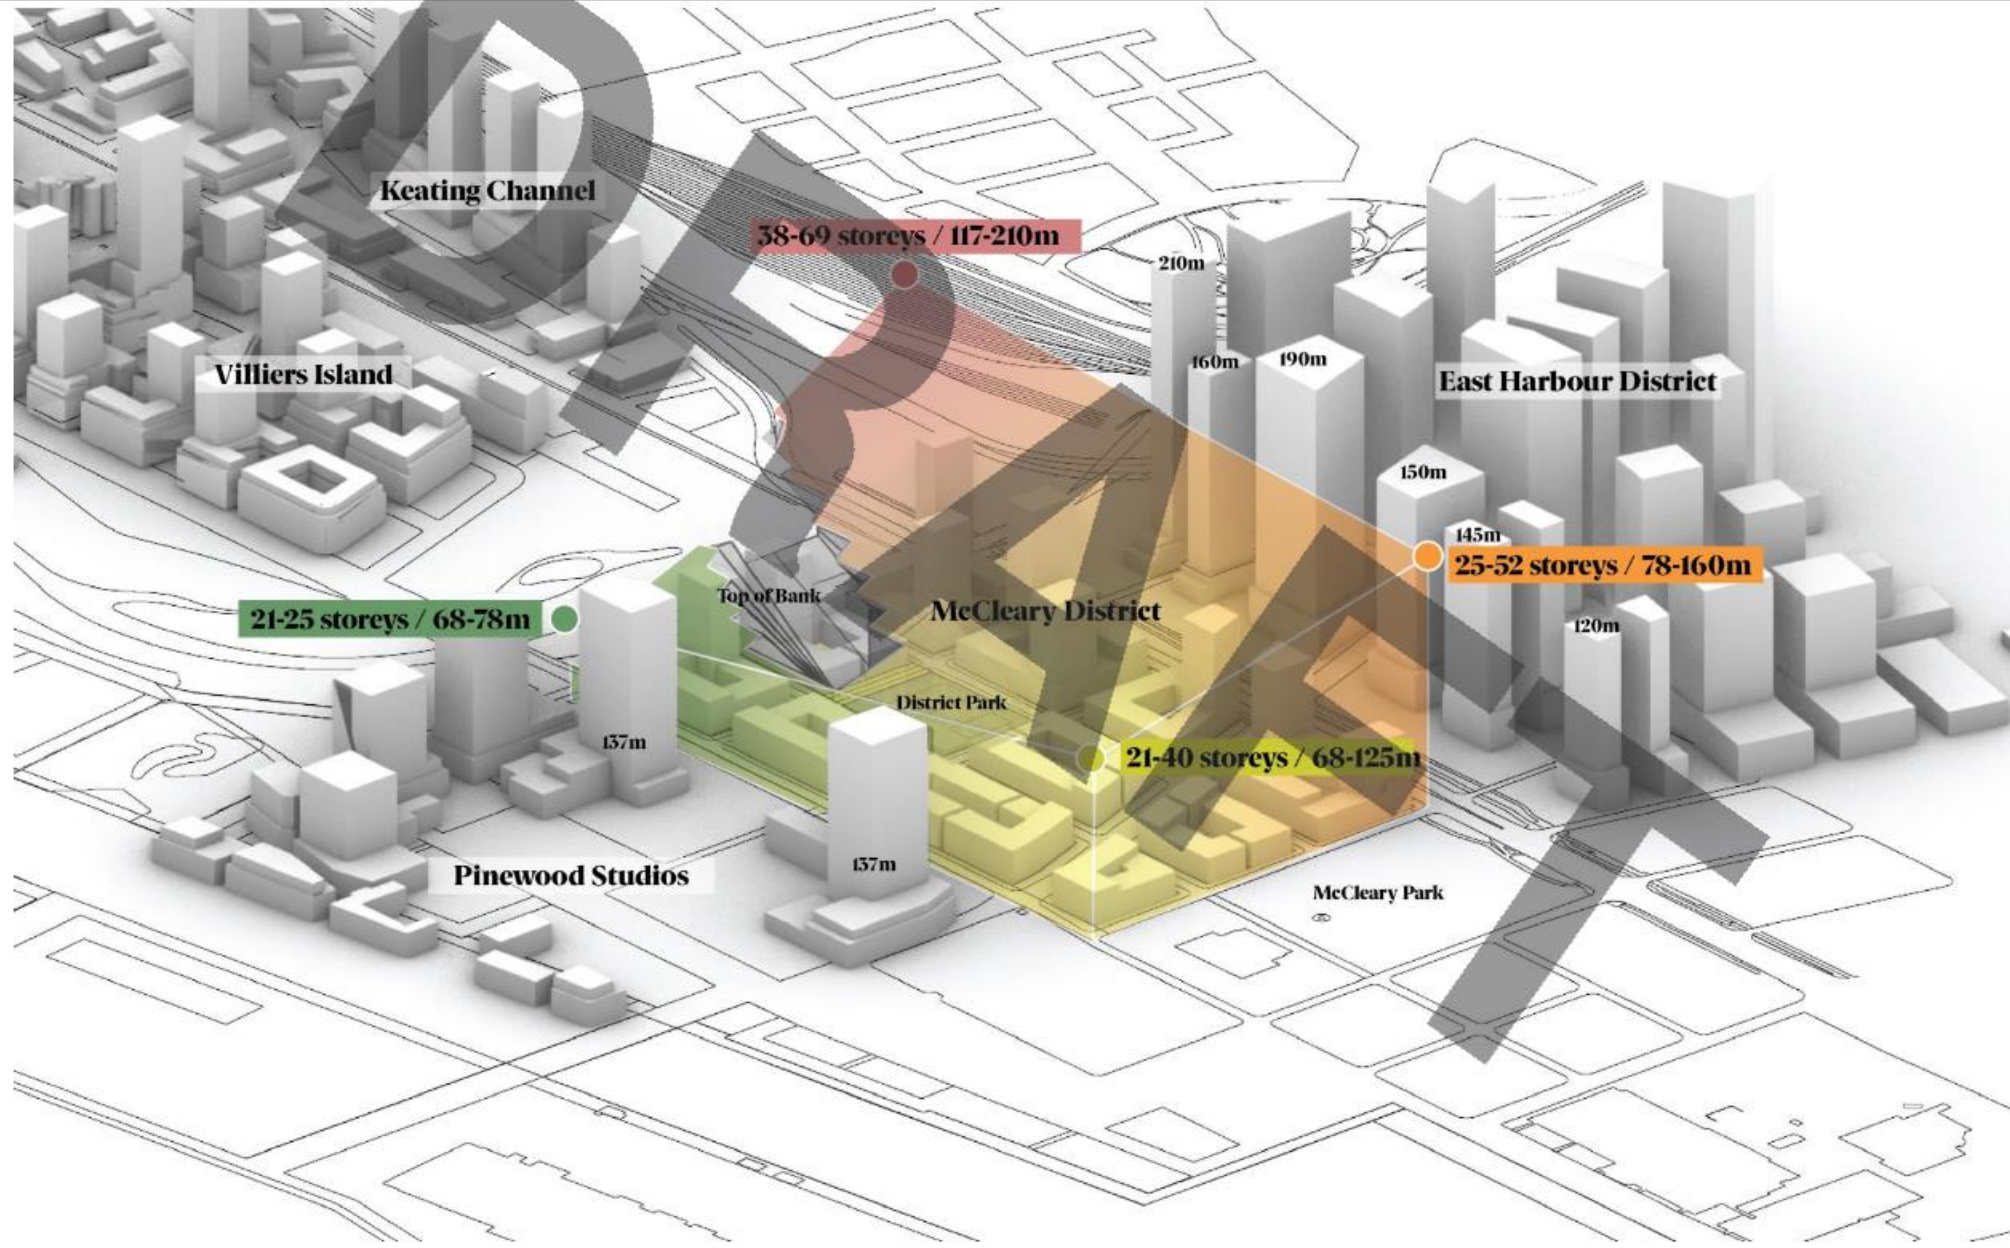 DRAFT
Keating Channel
38-69 storeys / 117-210m
210m
160m
190m
Villiers Island
East Harbour District
150m
145m
25-52 storeys / 78-160m
Top of Bank
McCleary District
21-25 storeys / 68-78m
120m
District Park
137m
21-40 storeys / 68-125m
137m
Pinewood Studios
McCleary Park